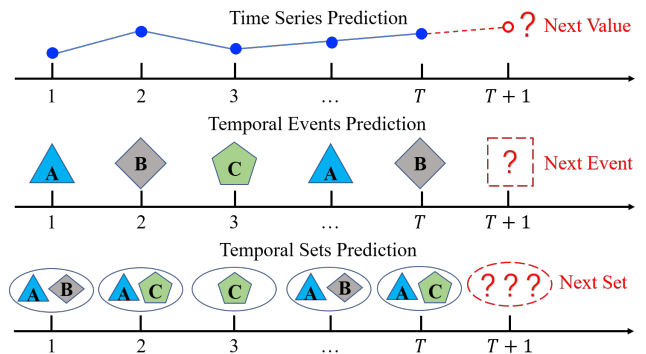 Time Series Prediction
? Next Value
1 2 3 ... T T + 1
Temporal Events Prediction
A B C A B ? Next Event
1 2 3 ... T T + 1
Temporal Sets Prediction
A B A C C A B A C ? ? ? Next Set
1 2 3 ... T T + 1